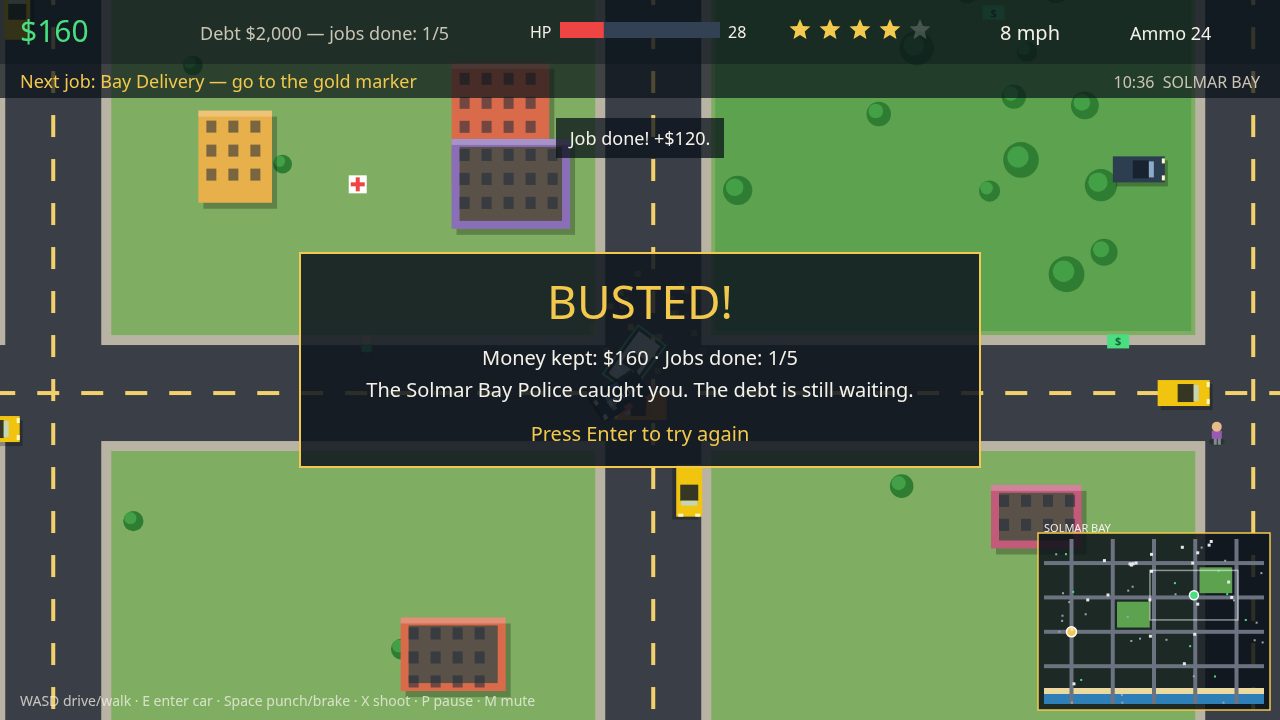 $160
Debt $2,000 — jobs done: 1/5
HP
28
8 mph
Ammo 24
Next job: Bay Delivery — go to the gold marker
10:36 SOLMAR BAY
Job done! +$120.
BUSTED!
Money kept: $160 · Jobs done: 1/5
The Solmar Bay Police caught you. The debt is still waiting.
Press Enter to try again
$
SOLMAR BAY
WASD drive/walk · E enter car · Space punch/brake · X shoot · P pause · M mute